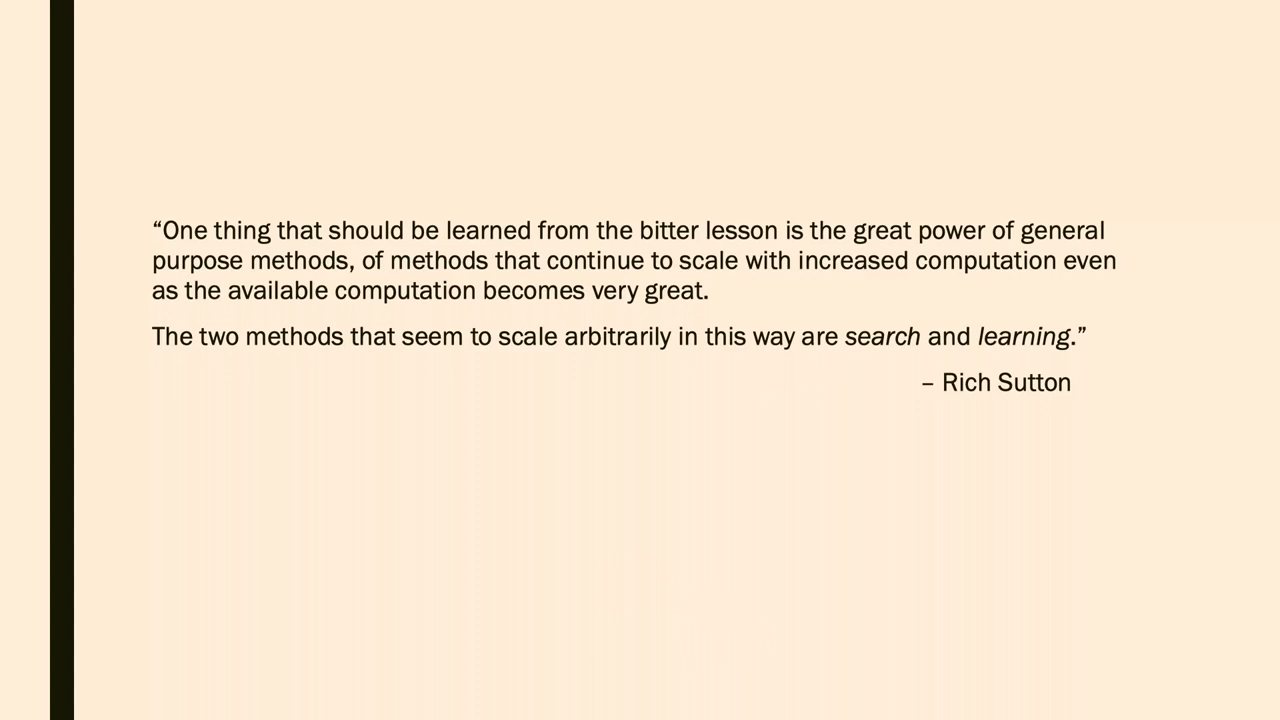 “One thing that should be learned from the bitter lesson is the great power of general
purpose methods, of methods that continue to scale with increased computation even
as the available computation becomes very great.
The two methods that seem to scale arbitrarily in this way are search and learning.”
– Rich Sutton